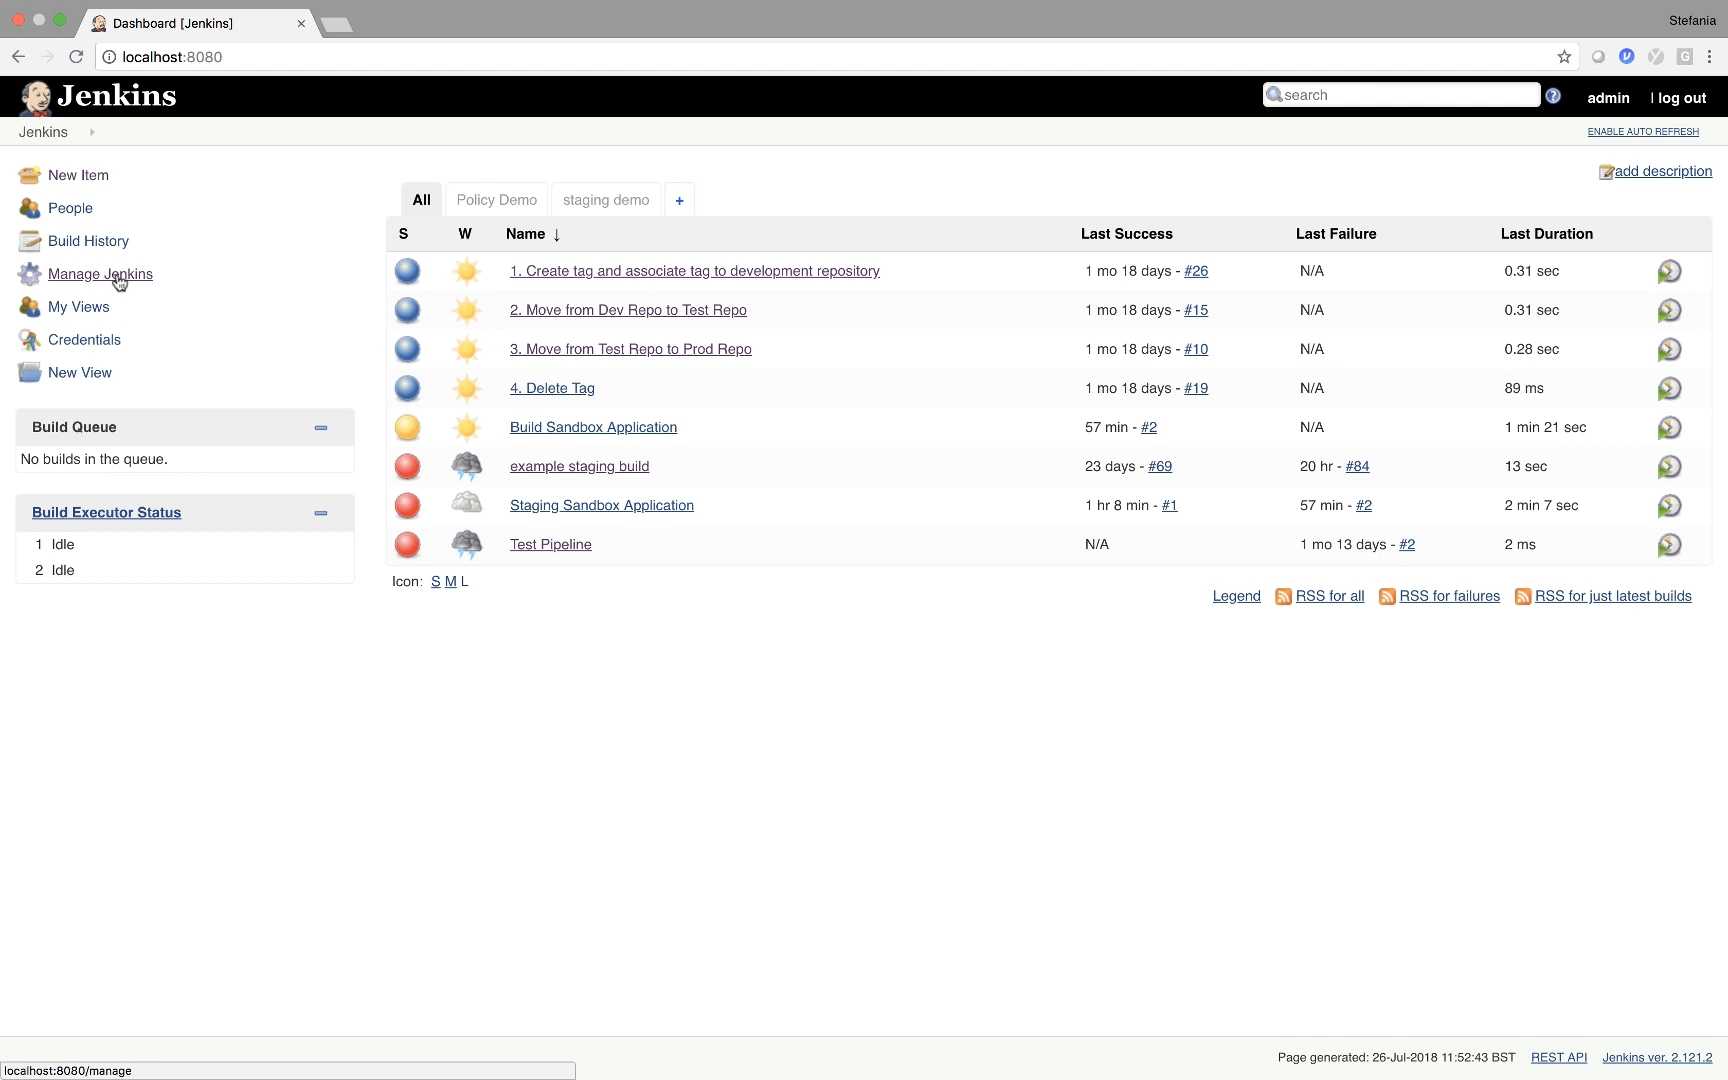 Dashboard [Jenkins]
Stefania
localhost:8080
Jenkins
search
admin
| log out
Jenkins
ENABLE AUTO REFRESH
New Item
People
Build History
Manage Jenkins
My Views
Credentials
New View
Build Queue
No builds in the queue.
Build Executor Status
1 Idle
2 Idle
add description
All Policy Demo staging demo +
S W Name ↓ Last Success Last Failure Last Duration
1. Create tag and associate tag to development repository 1 mo 18 days - #26 N/A 0.31 sec
2. Move from Dev Repo to Test Repo 1 mo 18 days - #15 N/A 0.31 sec
3. Move from Test Repo to Prod Repo 1 mo 18 days - #10 N/A 0.28 sec
4. Delete Tag 1 mo 18 days - #19 N/A 89 ms
Build Sandbox Application 57 min - #2 N/A 1 min 21 sec
example staging build 23 days - #69 20 hr - #84 13 sec
Staging Sandbox Application 1 hr 8 min - #1 57 min - #2 2 min 7 sec
Test Pipeline N/A 1 mo 13 days - #2 2 ms
Icon: S M L
Legend RSS for all RSS for failures RSS for just latest builds
Page generated: 26-Jul-2018 11:52:43 BST REST API Jenkins ver. 2.121.2
localhost:8080/manage